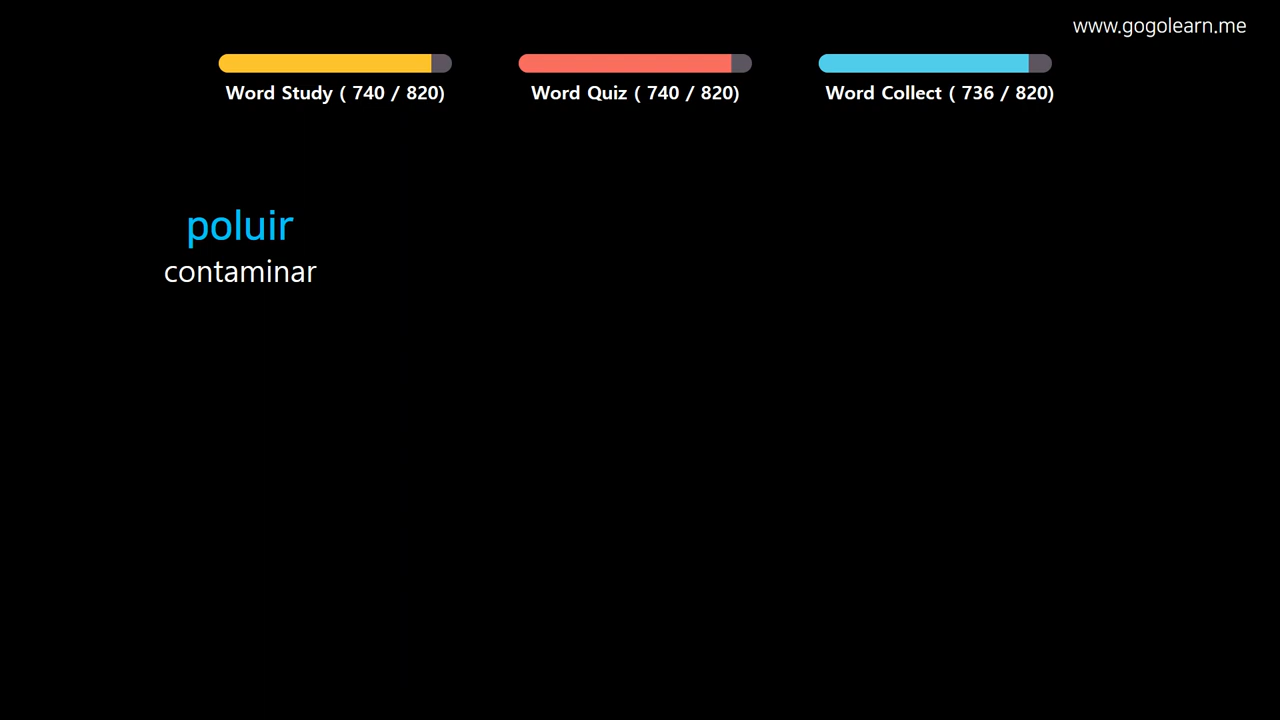 www.gogolearn.me
Word Study ( 740 / 820)
Word Quiz ( 740 / 820)
Word Collect ( 736 / 820)
poluir
contaminar